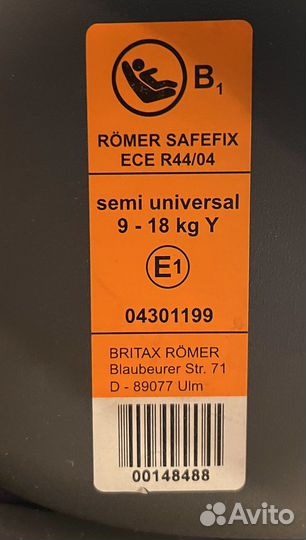 B1
RÖMER SAFEFIX
ECE R44/04
semi universal
9 - 18 kg Y
E1
04301199
BRITAX RÖMER
Blaubeurer Str. 71
D - 89077 Ulm
00148488
Avito